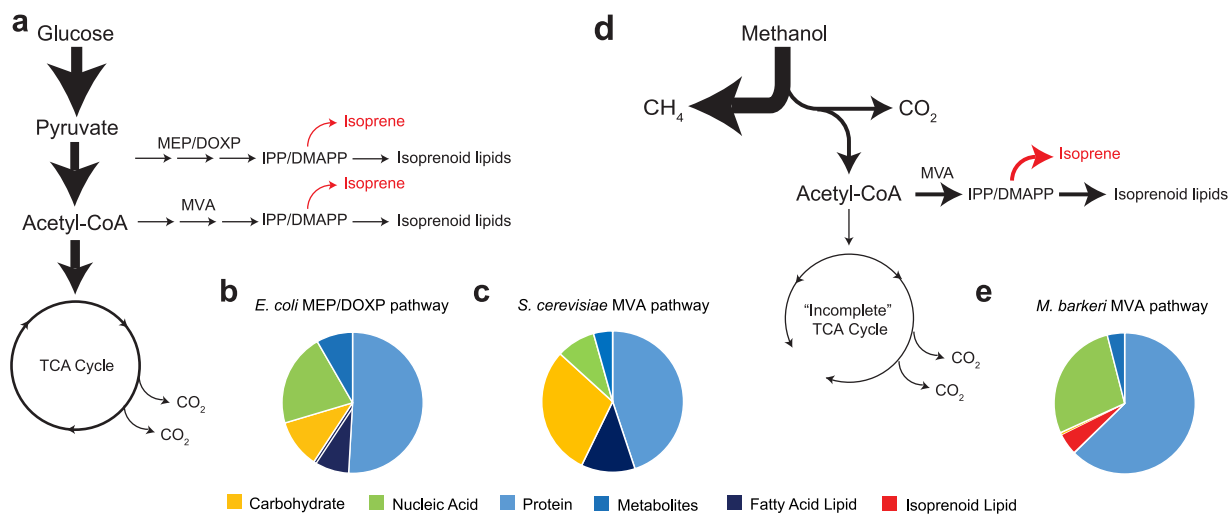 a
Glucose
Pyruvate
MEP/DOXP
IPP/DMAPP
Isoprene
Isoprenoid lipids
Acetyl-CoA
MVA
IPP/DMAPP
Isoprene
Isoprenoid lipids
TCA Cycle
CO2
CO2
b
E. coli MEP/DOXP pathway
c
S. cerevisiae MVA pathway
d
Methanol
CH4
CO2
Acetyl-CoA
MVA
IPP/DMAPP
Isoprene
Isoprenoid lipids
“Incomplete”
TCA Cycle
CO2
CO2
e
M. barkeri MVA pathway
Carbohydrate
Nucleic Acid
Protein
Metabolites
Fatty Acid Lipid
Isoprenoid Lipid